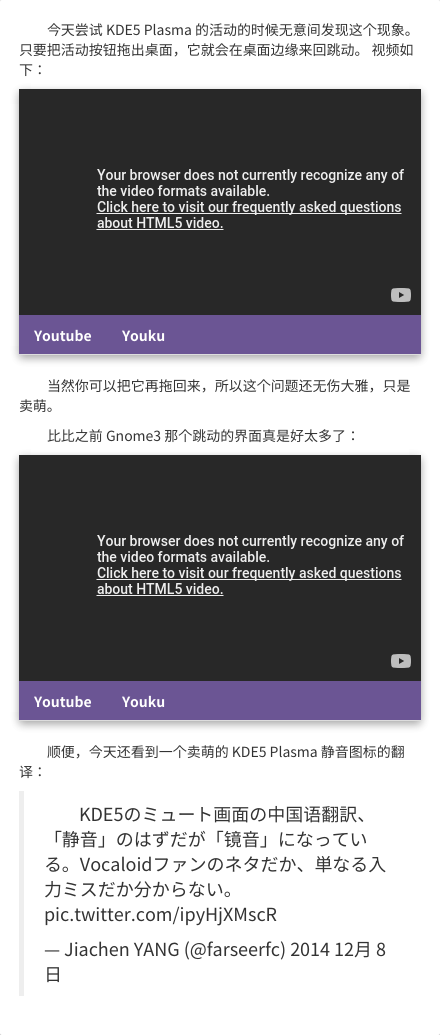 今天尝试 KDE5 Plasma 的活动的时候无意间发现这个现象。
只要把活动按钮拖出桌面，它就会在桌面边缘来回跳动。 视频如
下：
Your browser does not currently recognize any of
the video formats available.
Click here to visit our frequently asked questions
about HTML5 video.
Youtube Youku
当然你可以把它再拖回来，所以这个问题还无伤大雅，只是
卖萌。
比比之前 Gnome3 那个跳动的界面真是好太多了：
Your browser does not currently recognize any of
the video formats available.
Click here to visit our frequently asked questions
about HTML5 video.
Youtube Youku
顺便，今天还看到一个卖萌的 KDE5 Plasma 静音图标的翻
译：
KDE5のミュート画面の中国语翻訳、
「静音」のはずだが「镜音」になってい
る。Vocaloidファンのネタだか、単なる入
力ミスだか分からない。
pic.twitter.com/ipyHjXMscR
— Jiachen YANG (@farseerfc) 2014 12月 8
日